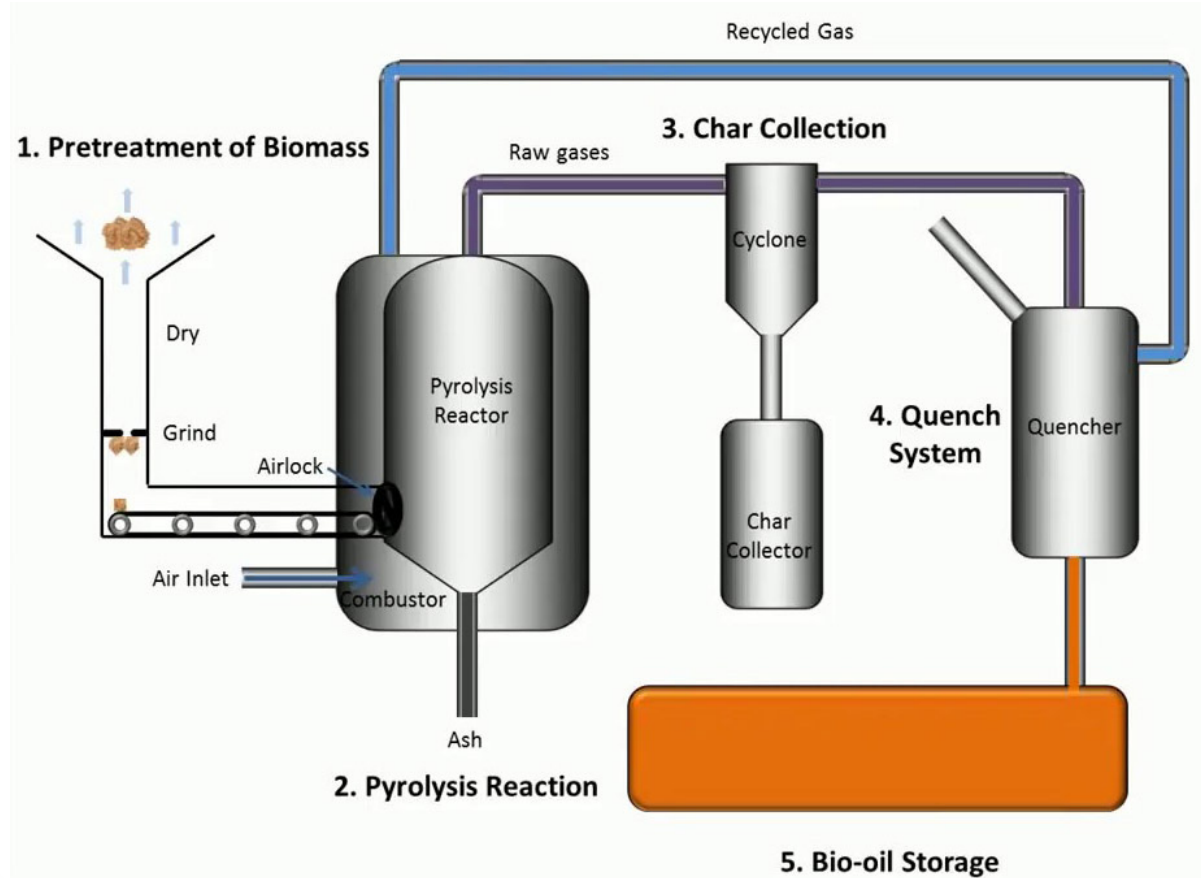 Recycled Gas
1. Pretreatment of Biomass
3. Char Collection
Raw gases
Cyclone
Dry
Pyrolysis
Reactor
Grind
4. Quench
System
Quencher
Airlock
Char
Collector
Air Inlet
Combustor
Ash
2. Pyrolysis Reaction
5. Bio-oil Storage